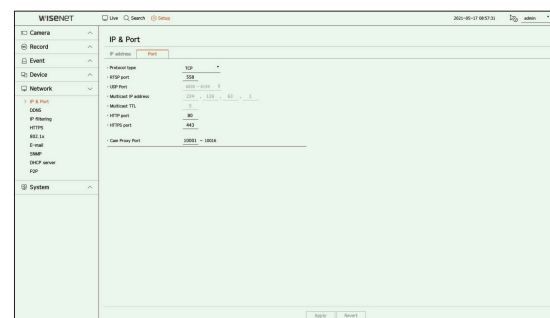 WISENET
Live Search Setup 2021-05-17 08:57:31 admin
Camera
Record
Event
Device
Network
IP & Port
DDNS
IP filtering
HTTPS
802.1x
E-mail
SNMP
DHCP server
P2P
System
IP & Port
IP address Port
Protocol type TCP
RTSP port 558
UDP Port
Multicast IP address
Multicast TTL 5
HTTP port 80
HTTPS port 443
Cam Proxy Port 10001 ~ 10016
Apply Revert